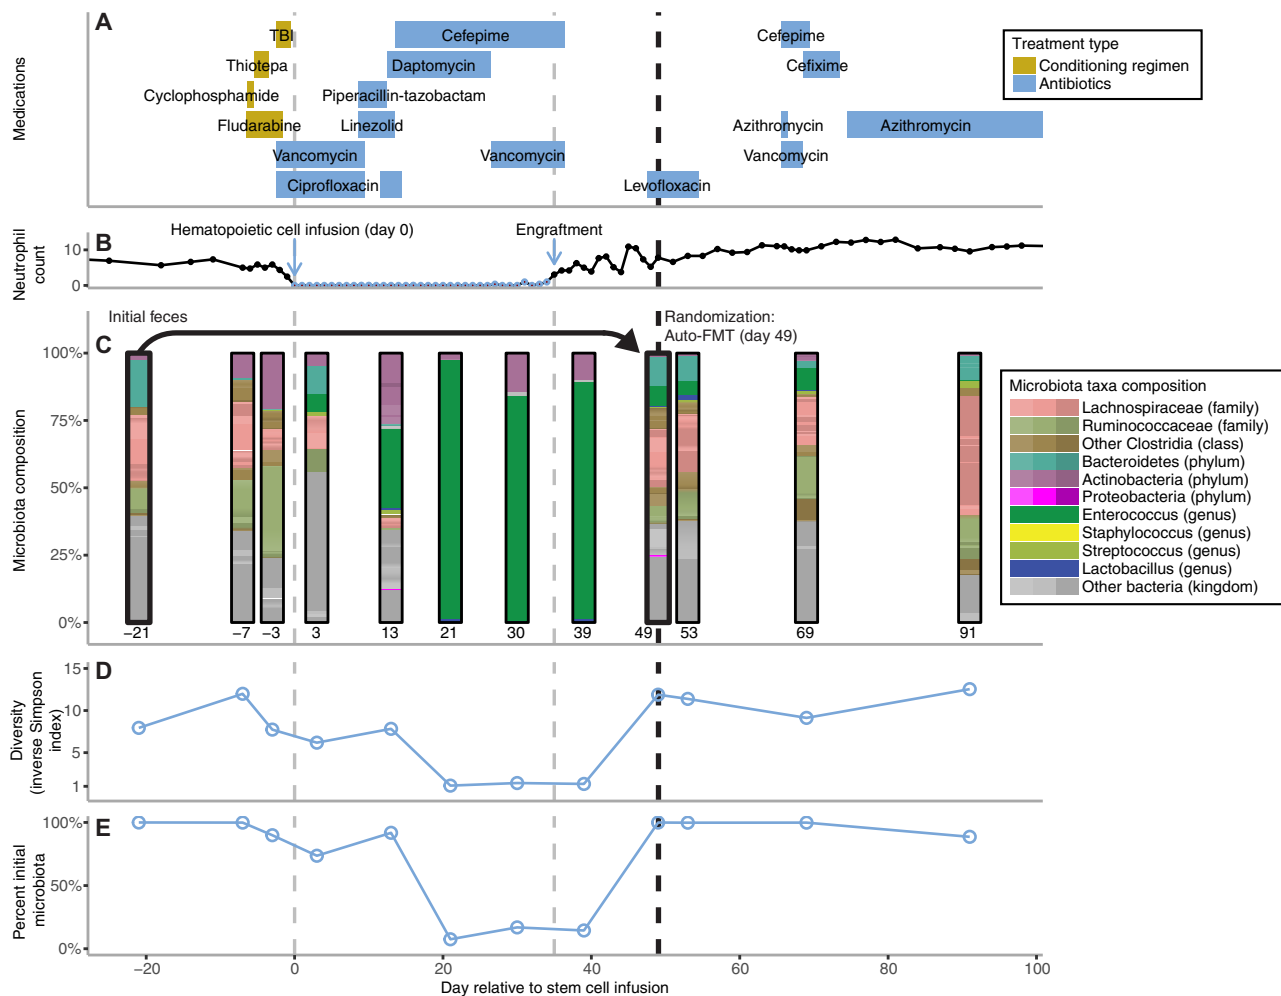 A
Medications
TBI
Cefepime
Cefepime
Thiotepa
Daptomycin
Cefixime
Cyclophosphamide
Piperacillin-tazobactam
Fludarabine
Linezolid
Azithromycin
Azithromycin
Vancomycin
Vancomycin
Vancomycin
Ciprofloxacin
Levofloxacin
Treatment type
Conditioning regimen
Antibiotics
B
Neutrophil
count
10
0
Hematopoietic cell infusion (day 0)
Engraftment
Initial feces
Randomization:
Auto-FMT (day 49)
C
Microbiota composition
100%
75%
50%
25%
0%
−21
−7
−3
3
13
21
30
39
49
53
69
91
Microbiota taxa composition
Lachnospiraceae (family)
Ruminococcaceae (family)
Other Clostridia (class)
Bacteroidetes (phylum)
Actinobacteria (phylum)
Proteobacteria (phylum)
Enterococcus (genus)
Staphylococcus (genus)
Streptococcus (genus)
Lactobacillus (genus)
Other bacteria (kingdom)
D
Diversity
(inverse Simpson
index)
15
10
5
1
E
Percent initial
microbiota
100%
50%
0%
−20
0
20
40
60
80
100
Day relative to stem cell infusion